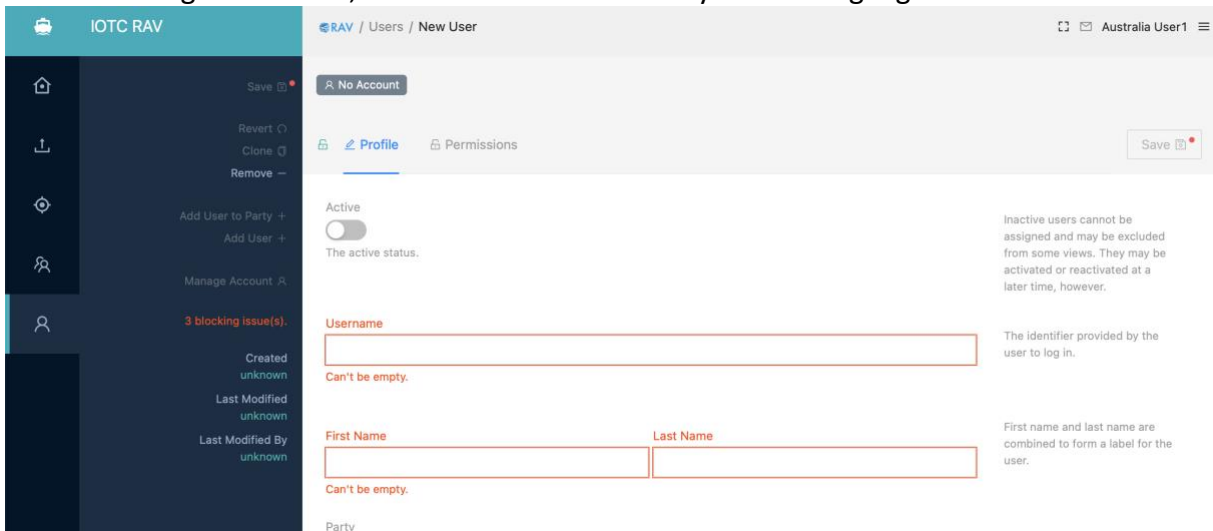 IOTC RAV
RAV / Users / New User
Australia User1
Save
Revert
Clone
Remove
Add User to Party
Add User
Manage Account
3 blocking issue(s).
Created
unknown
Last Modified
unknown
Last Modified By
unknown
No Account
Profile
Permissions
Save
Active
The active status.
Inactive users cannot be
assigned and may be excluded
from some views. They may be
activated or reactivated at a
later time, however.
Username
Can't be empty.
The identifier provided by the
user to log in.
First Name
Last Name
Can't be empty.
First name and last name are
combined to form a label for the
user.
Party